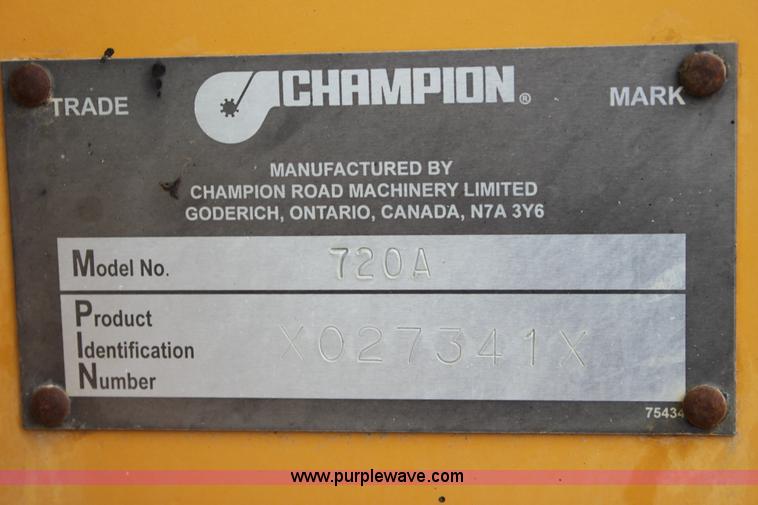 TRADE CHAMPION® MARK
MANUFACTURED BY
CHAMPION ROAD MACHINERY LIMITED
GODERICH, ONTARIO, CANADA, N7A 3Y6
Model No. 720A
Product
Identification X027341X
Number
75434
www.purplewave.com